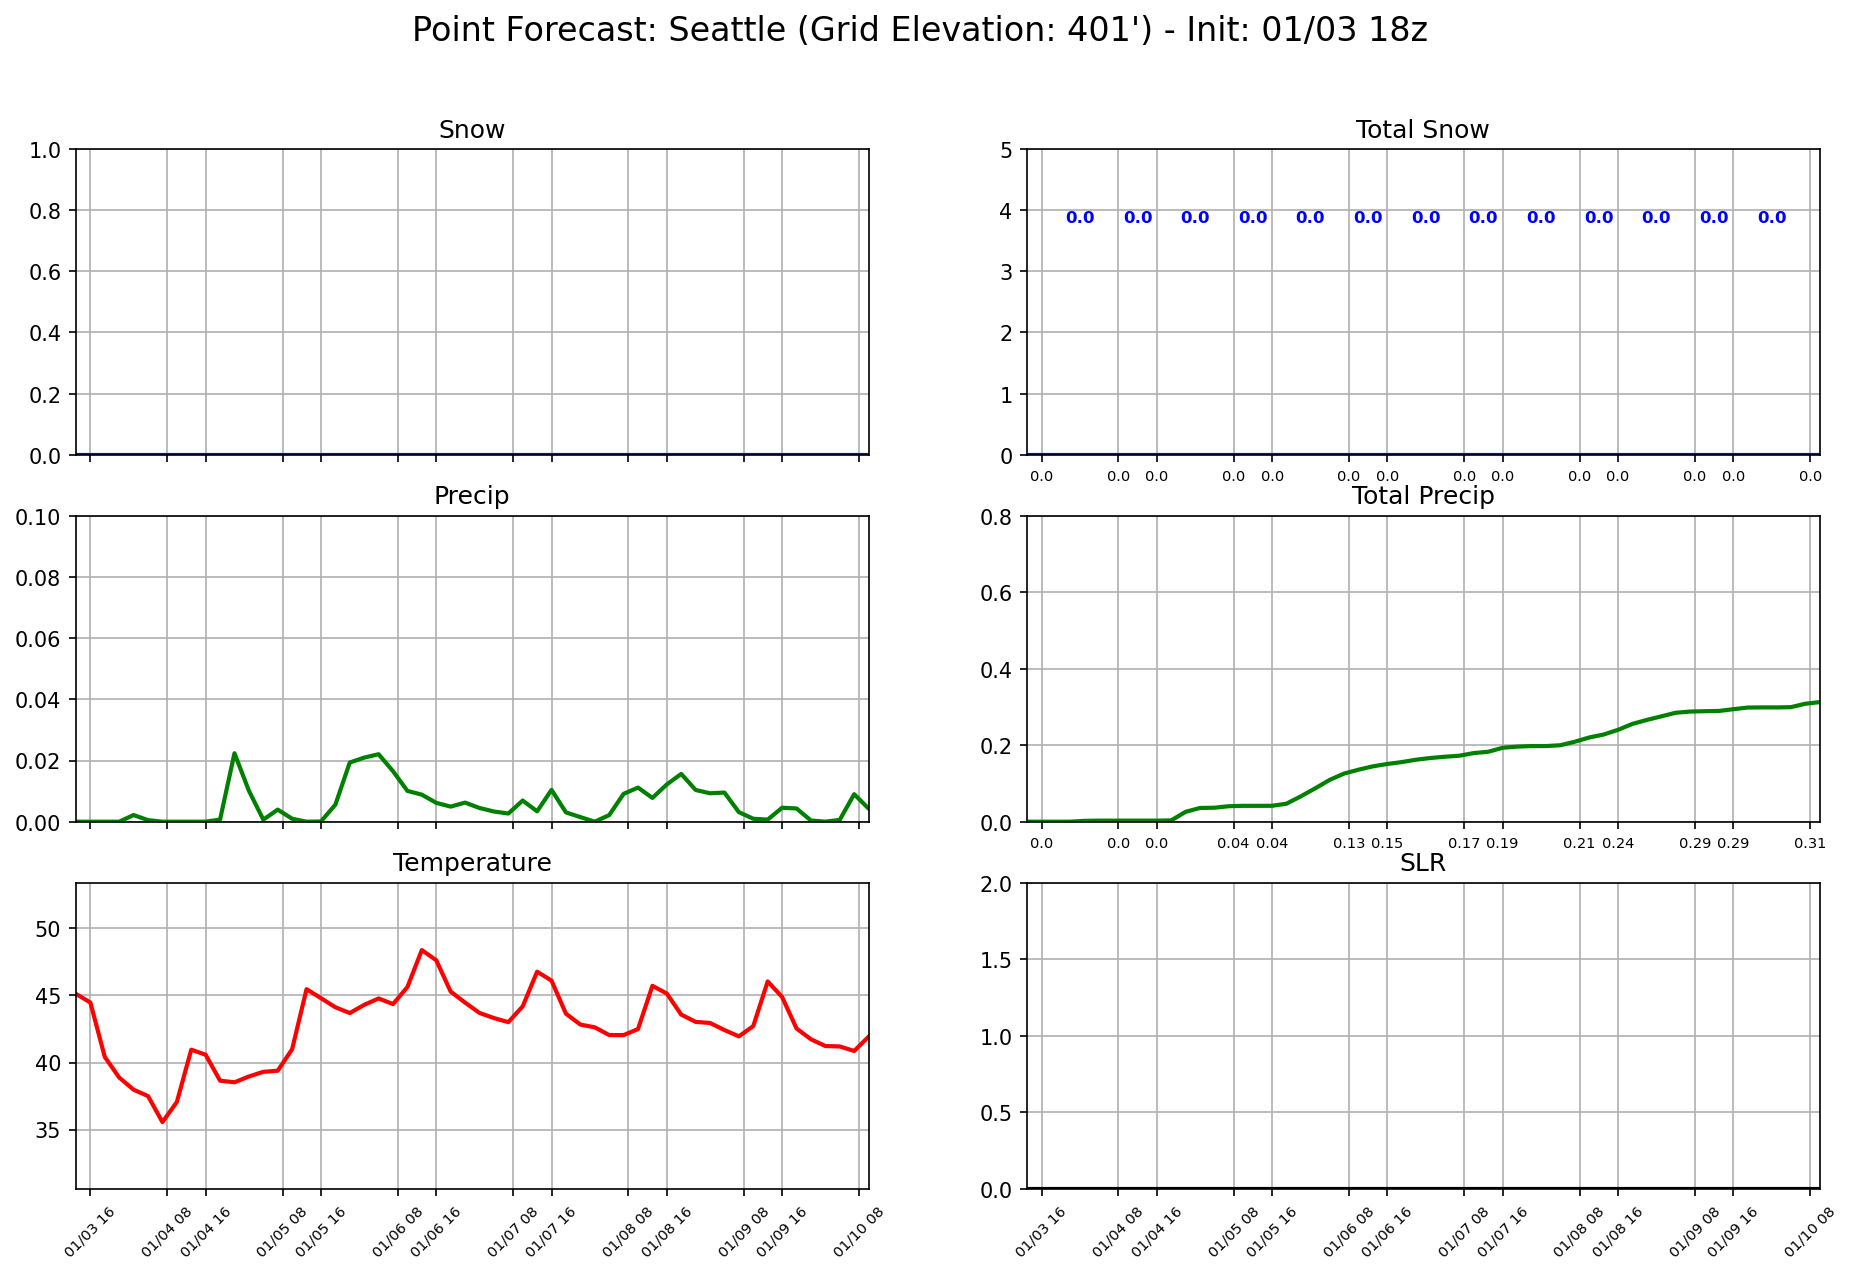 Point Forecast: Seattle (Grid Elevation: 401') - Init: 01/03 18z
Snow
1.0
0.8
0.6
0.4
0.2
0.0
Total Snow
5
4
3
2
1
0
0.0 0.0 0.0 0.0 0.0 0.0 0.0 0.0 0.0 0.0 0.0 0.0 0.0
0.0 0.0 0.0 0.0 0.0 0.0 0.0 0.0 0.0 0.0 0.0 0.0 0.0 0.0
Precip
0.10
0.08
0.06
0.04
0.02
0.00
Total Precip
0.8
0.6
0.4
0.2
0.0
0.0 0.0 0.0 0.04 0.04 0.13 0.15 0.17 0.19 0.21 0.24 0.29 0.29 0.31
Temperature
50
45
40
35
01/03 16 01/04 08 01/04 16 01/05 08 01/05 16 01/06 08 01/06 16 01/07 08 01/07 16 01/08 08 01/08 16 01/09 08 01/09 16 01/10 08
SLR
2.0
1.5
1.0
0.5
0.0
01/03 16 01/04 08 01/04 16 01/05 08 01/05 16 01/06 08 01/06 16 01/07 08 01/07 16 01/08 08 01/08 16 01/09 08 01/09 16 01/10 08